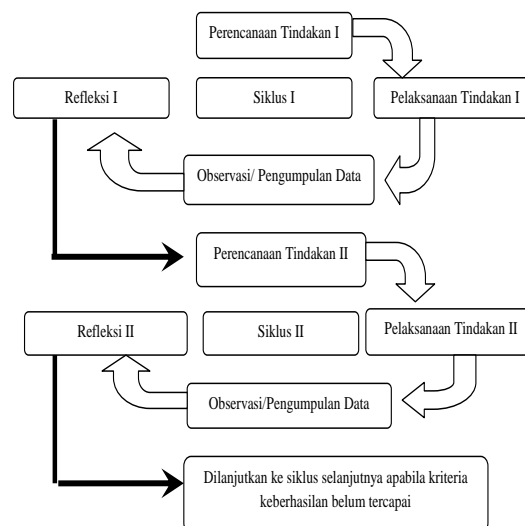 Perencanaan Tindakan I
Refleksi I
Siklus I
Pelaksanaan Tindakan I
Observasi/ Pengumpulan Data
Perencanaan Tindakan II
Refleksi II
Siklus II
Pelaksanaan Tindakan II
Observasi/Pengumpulan Data
Dilanjutkan ke siklus selanjutnya apabila kriteria
keberhasilan belum tercapai